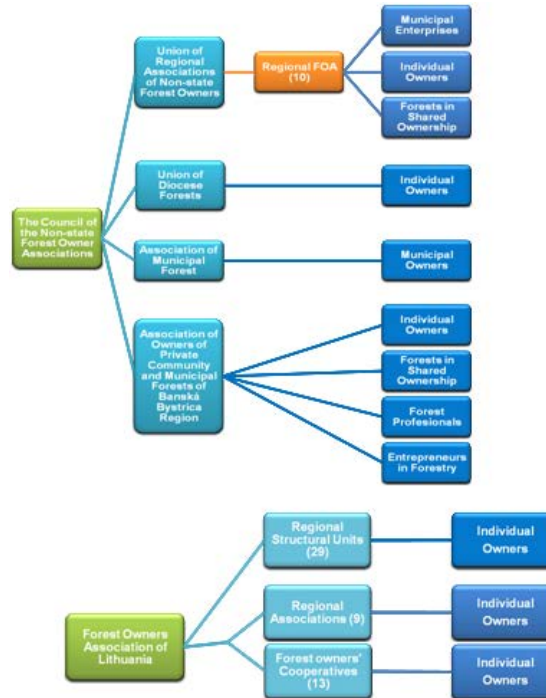 Municipal
Enterprises
Union of
Regional
Associations
of Non-state
Forest Owners
Regional FOA
(10)
Individual
Owners
Forests in
Shared
Ownership
Union of
Diocese
Forests
Individual
Owners
The Council of
the Non-state
Forest Owner
Associations
Association of
Municipal
Forest
Municipal
Owners
Association of
Owners of
Private
Community
and Municipal
Forests of
Banská
Bystrica
Region
Individual
Owners
Forests in
Shared
Ownership
Forest
Profesionals
Entrepreneurs
in Forestry
Regional
Structural Units
(29)
Individual
Owners
Forest Owners
Association of
Lithuania
Regional
Associations (9)
Individual
Owners
Forest owners'
Cooperatives
(13)
Individual
Owners